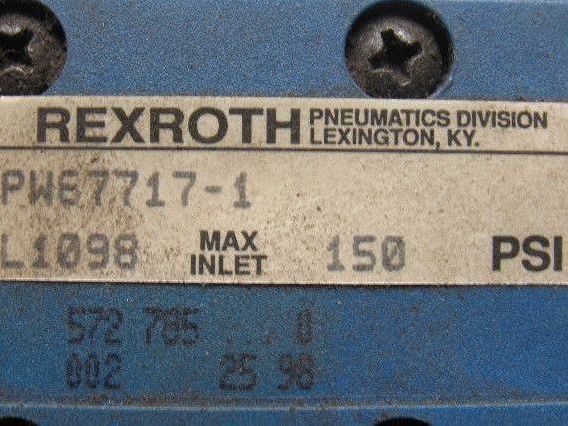 REXROTH PNEUMATICS DIVISION
LEXINGTON, KY.
PW67717-1
L1098 MAX INLET 150 PSI
572 785 ... 0
002 25 98